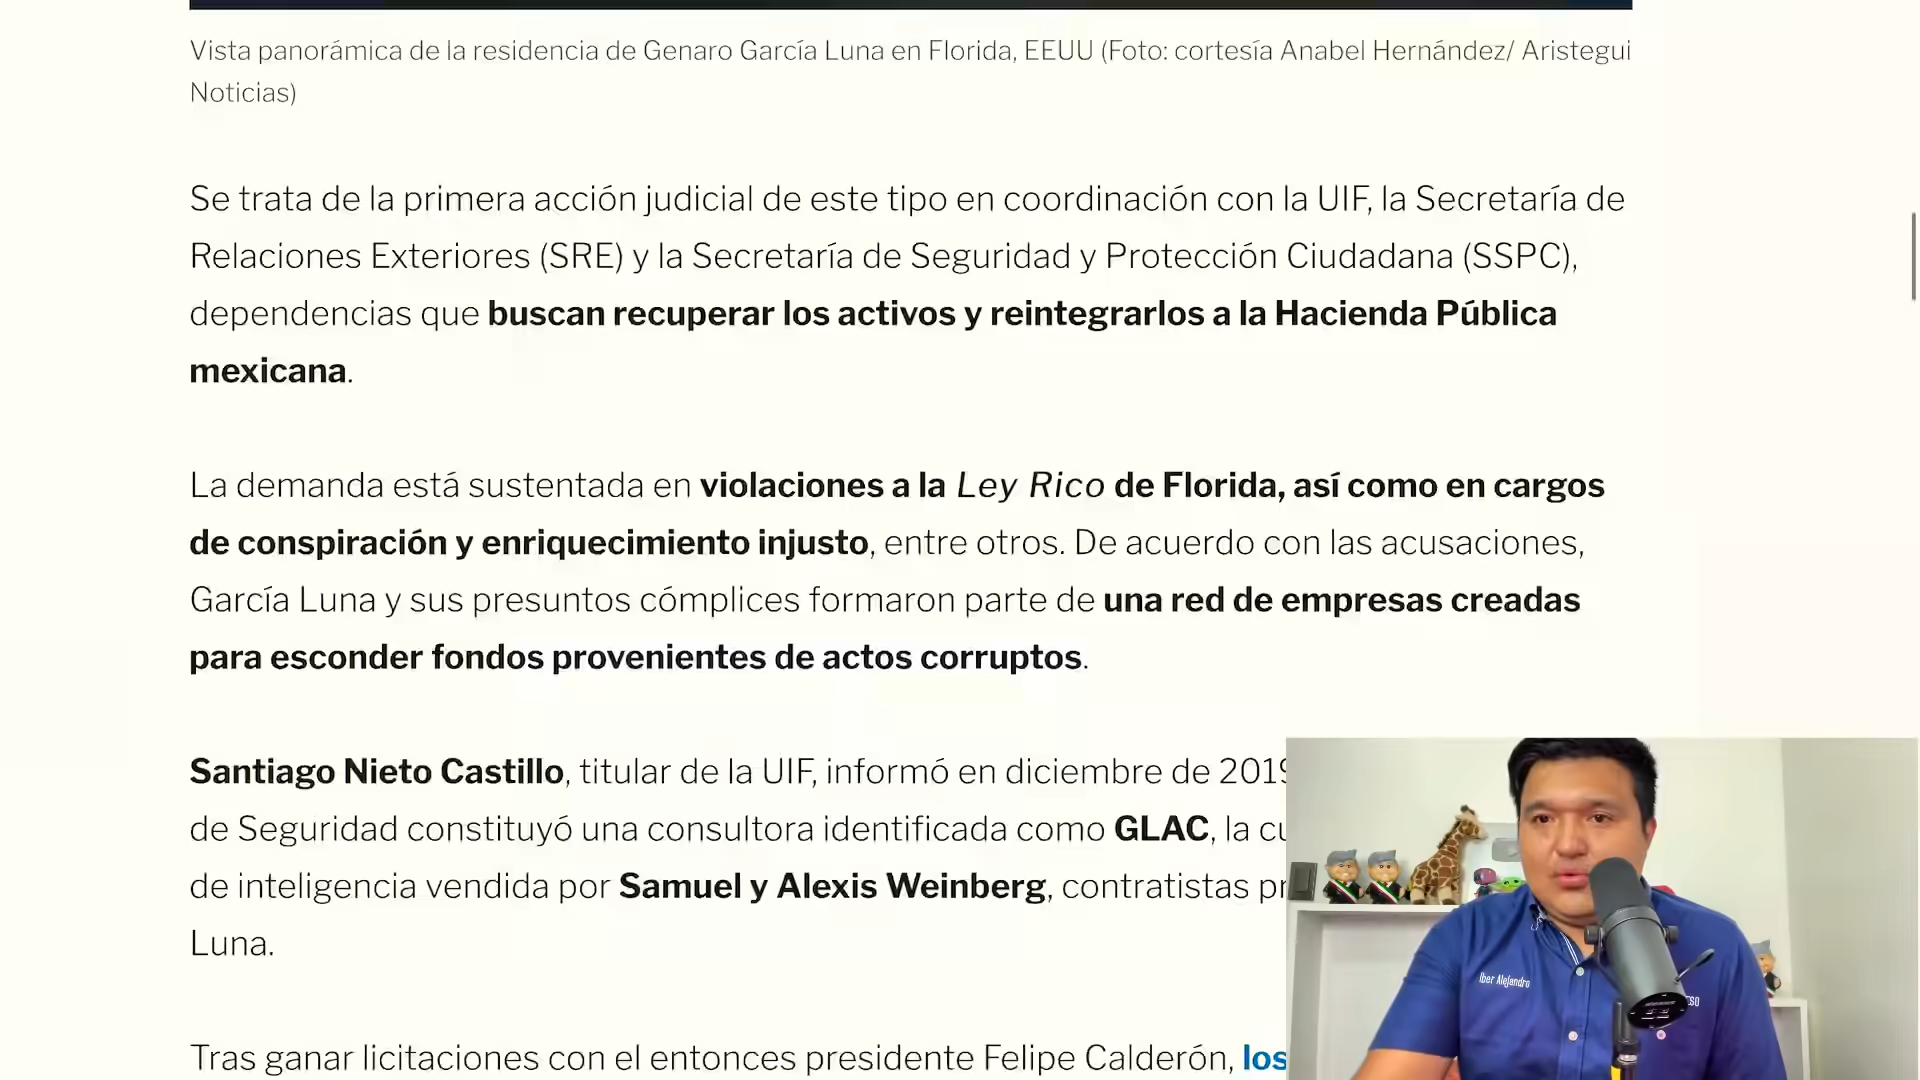 Vista panorámica de la residencia de Genaro García Luna en Florida, EEUU (Foto: cortesía Anabel Hernández/ Aristegui
Noticias)
Se trata de la primera acción judicial de este tipo en coordinación con la UIF, la Secretaría de
Relaciones Exteriores (SRE) y la Secretaría de Seguridad y Protección Ciudadana (SSPC),
dependencias que buscan recuperar los activos y reintegrarlos a la Hacienda Pública
mexicana.
La demanda está sustentada en violaciones a la Ley Rico de Florida, así como en cargos
de conspiración y enriquecimiento injusto, entre otros. De acuerdo con las acusaciones,
García Luna y sus presuntos cómplices formaron parte de una red de empresas creadas
para esconder fondos provenientes de actos corruptos.
Santiago Nieto Castillo, titular de la UIF, informó en diciembre de 2019
de Seguridad constituyó una consultora identificada como GLAC, la
de inteligencia vendida por Samuel y Alexis Weinberg, contratistas
Luna.
Tras ganar licitaciones con el entonces presidente Felipe Calderón, los
Iber Alejandro